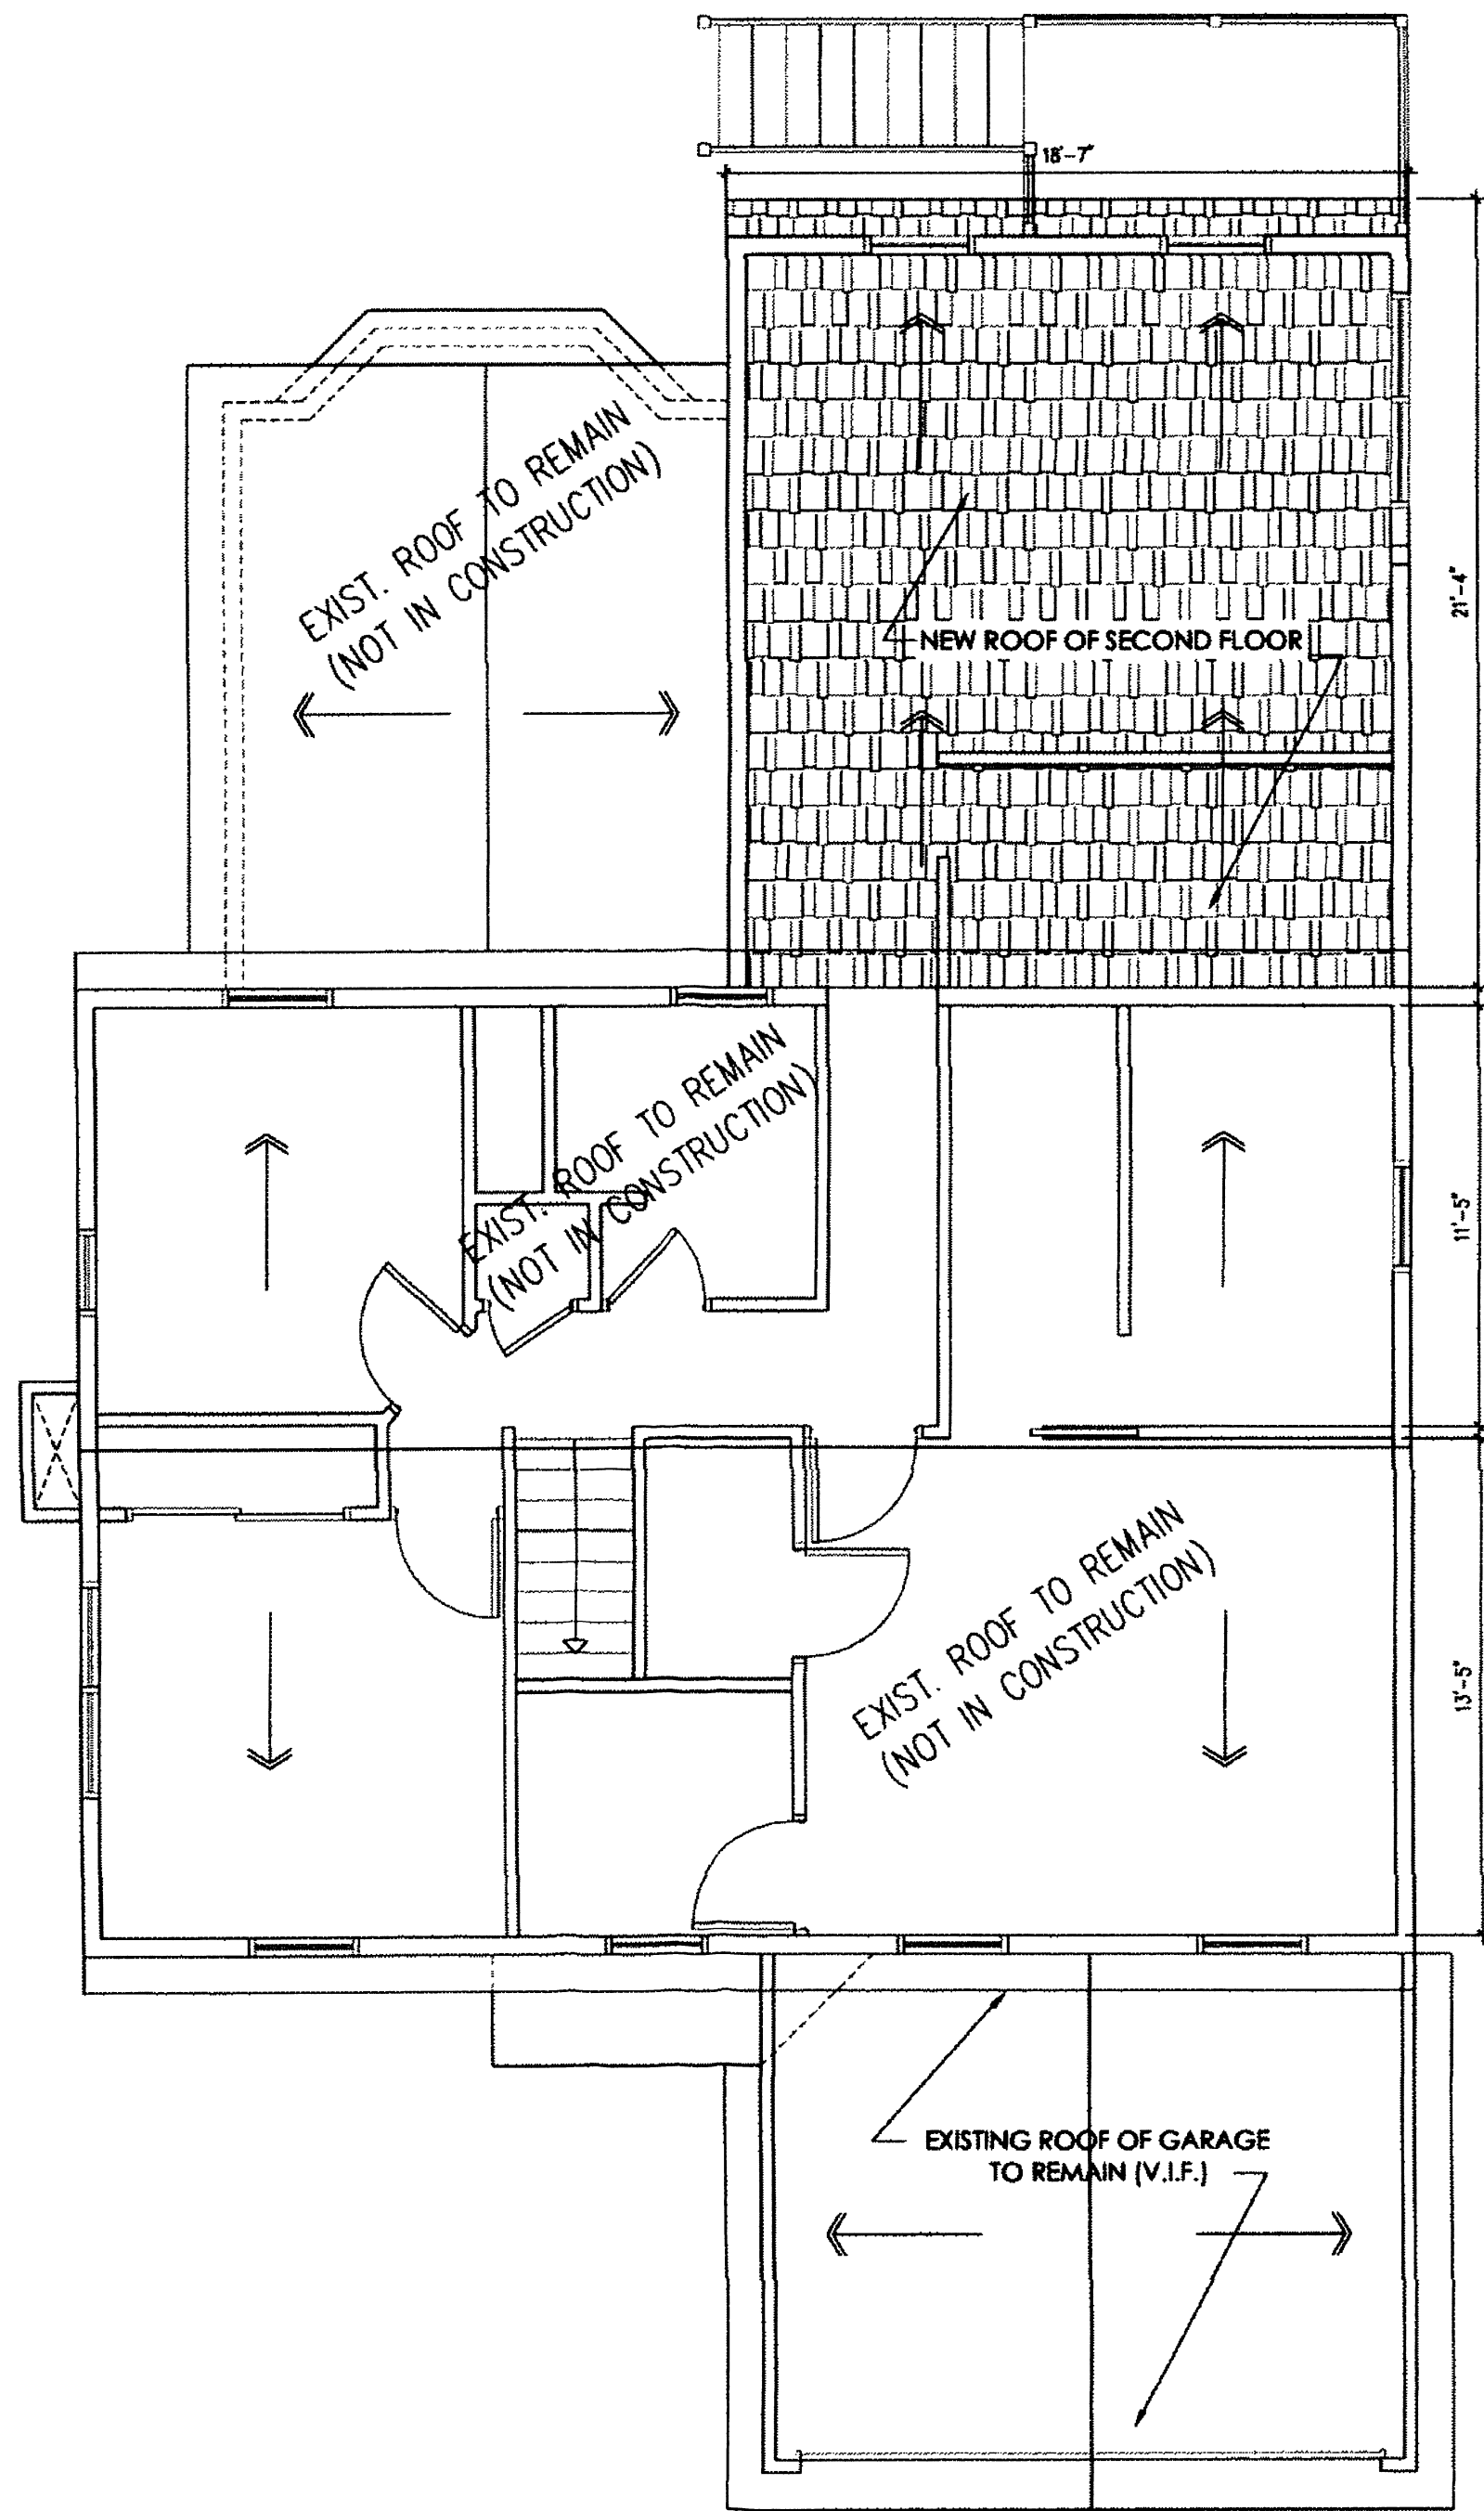 18'-7"
EXIST. ROOF TO REMAIN
(NOT IN CONSTRUCTION)
21'-4"
NEW ROOF OF SECOND FLOOR
EXIST. ROOF TO REMAIN
(NOT IN CONSTRUCTION)
11'-5"
EXIST. ROOF TO REMAIN
(NOT IN CONSTRUCTION)
13'-5"
EXISTING ROOF OF GARAGE
TO REMAIN (V.I.F.)